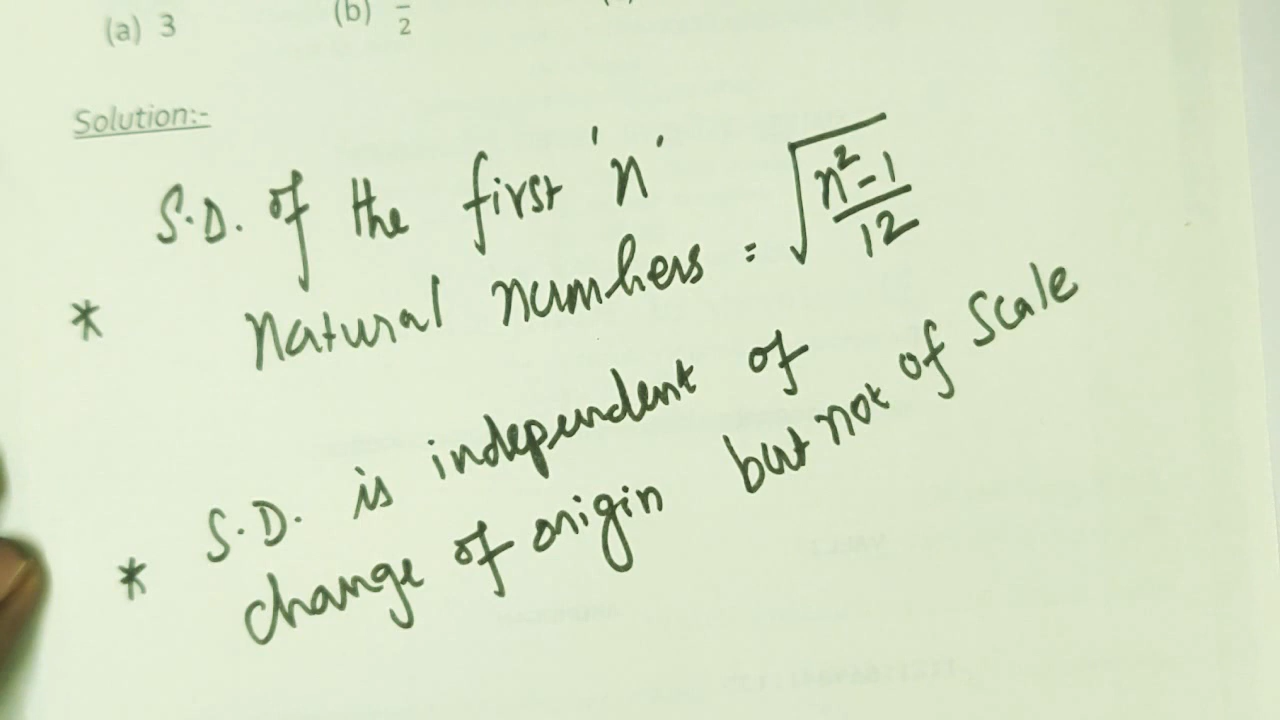 (a) 3 (b) 2
Solution:-
S.D. of the first 'n'
* Natural numbers = √((n²-1)/12)
S.D. is independent of
* change of origin but not of scale